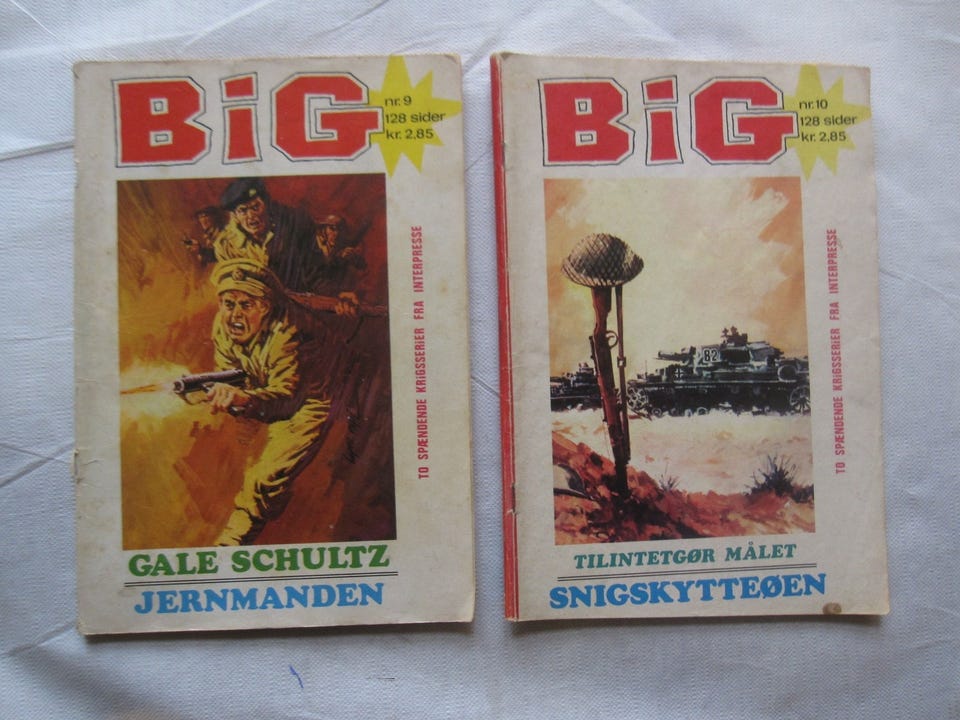 BiG
nr. 9
128 sider
kr. 2,85
TO SPÆNDENDE KRiGSSERiER FRA INTERPRESSE
GALE SCHULTZ
JERNMANDEN
BiG
nr. 10
128 sider
kr. 2,85
TO SPÆNDENDE KRiGSSERiER FRA INTERPRESSE
82
TILINTETGØR MÅLET
SNIGSKYTTEØEN